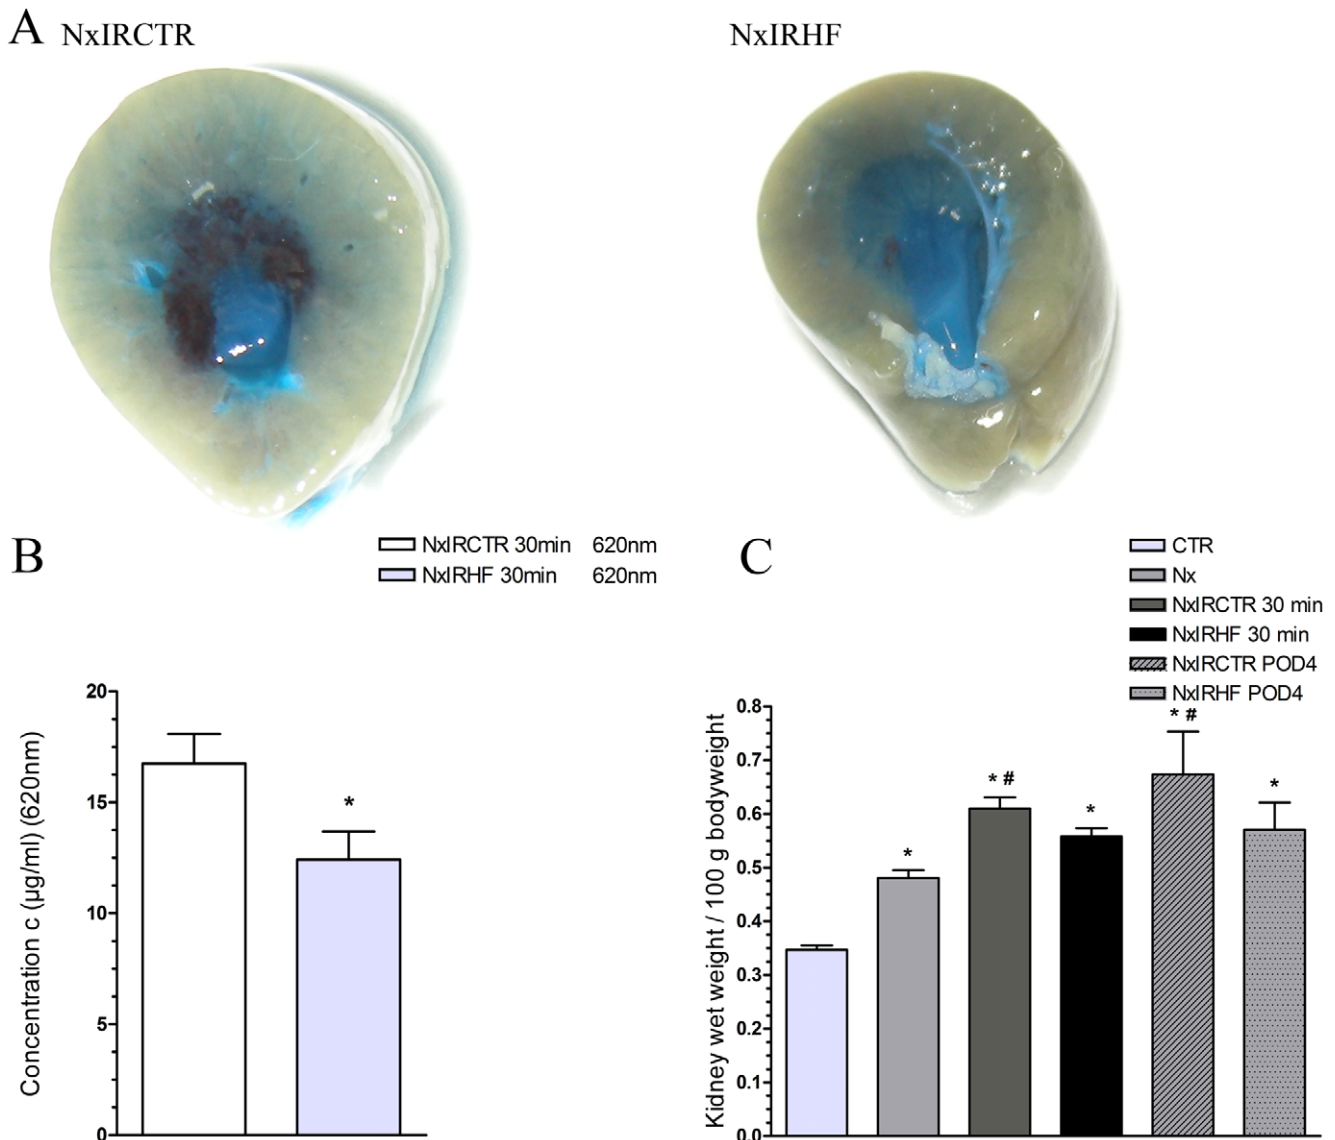 A NxIRCTR
NxIRHF
B
NxIRCTR 30min 620nm
NxIRHF 30min 620nm
20
15
10
5
0
Concentration c (µg/ml) (620nm)
*
C
CTR
Nx
NxIRCTR 30 min
NxIRHF 30 min
NxIRCTR POD4
NxIRHF POD4
0.8
0.7
0.6
0.5
0.4
0.3
0.2
0.1
0.0
Kidney wet weight / 100 g bodyweight
*
* #
*
* #
*